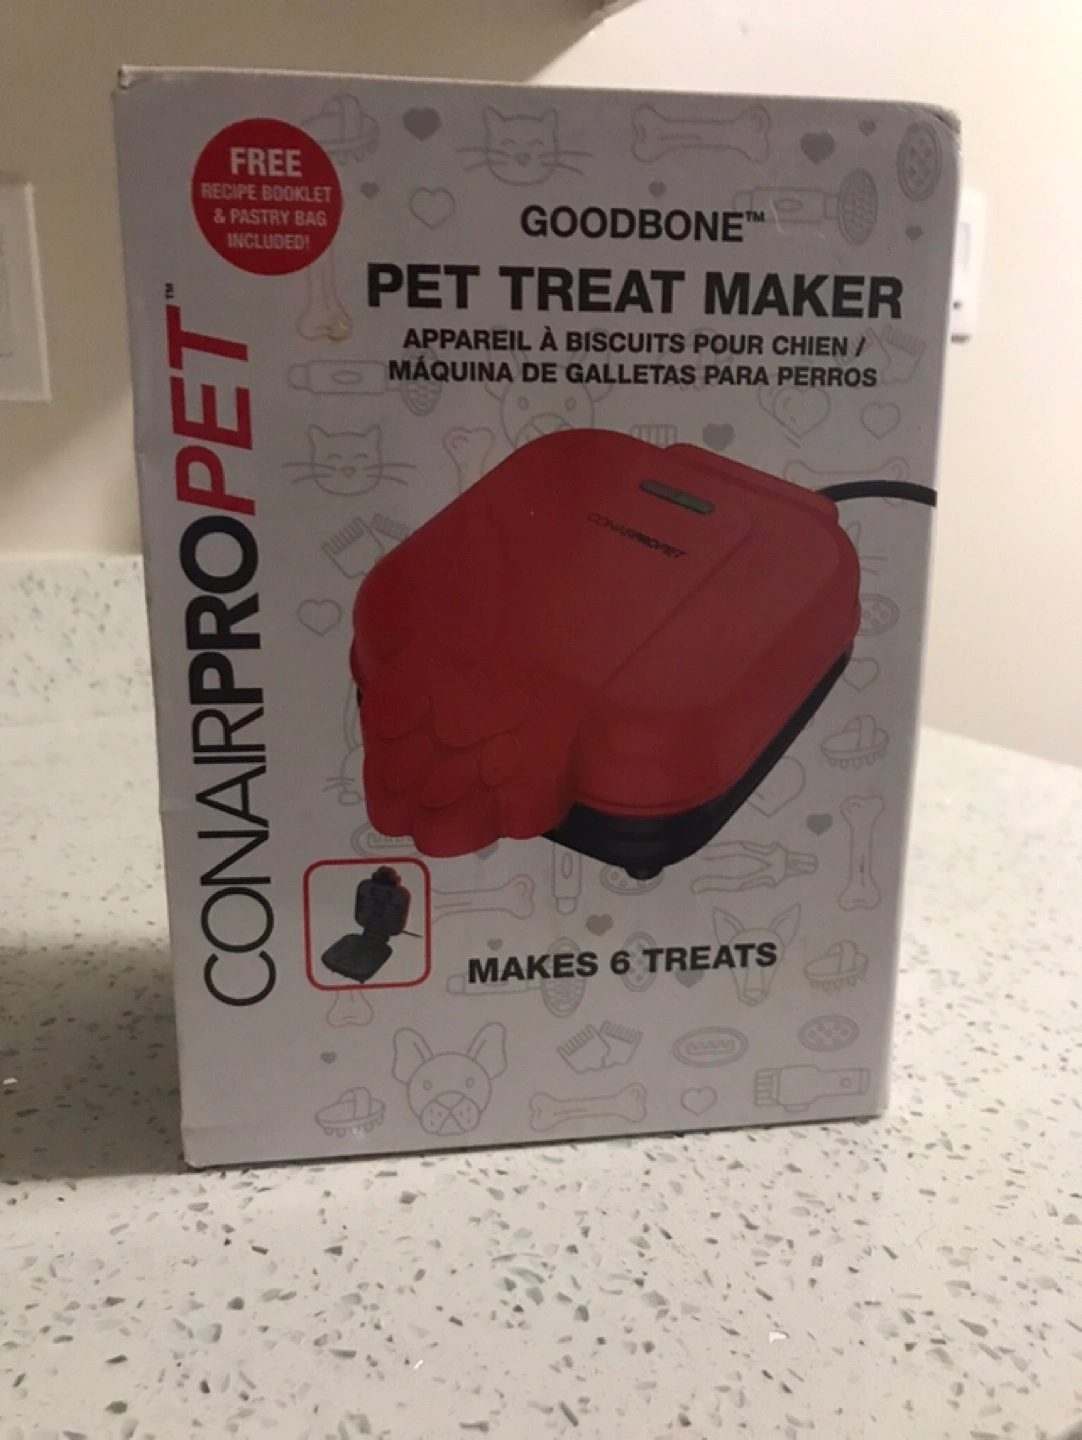 FREE
RECIPE BOOKLET
& PASTRY BAG
INCLUDED!
GOODBONE™
PET TREAT MAKER
APPAREIL À BISCUITS POUR CHIEN /
MÁQUINA DE GALLETAS PARA PERROS
CONAIRPROPET™
CONAIRPROPET
MAKES 6 TREATS